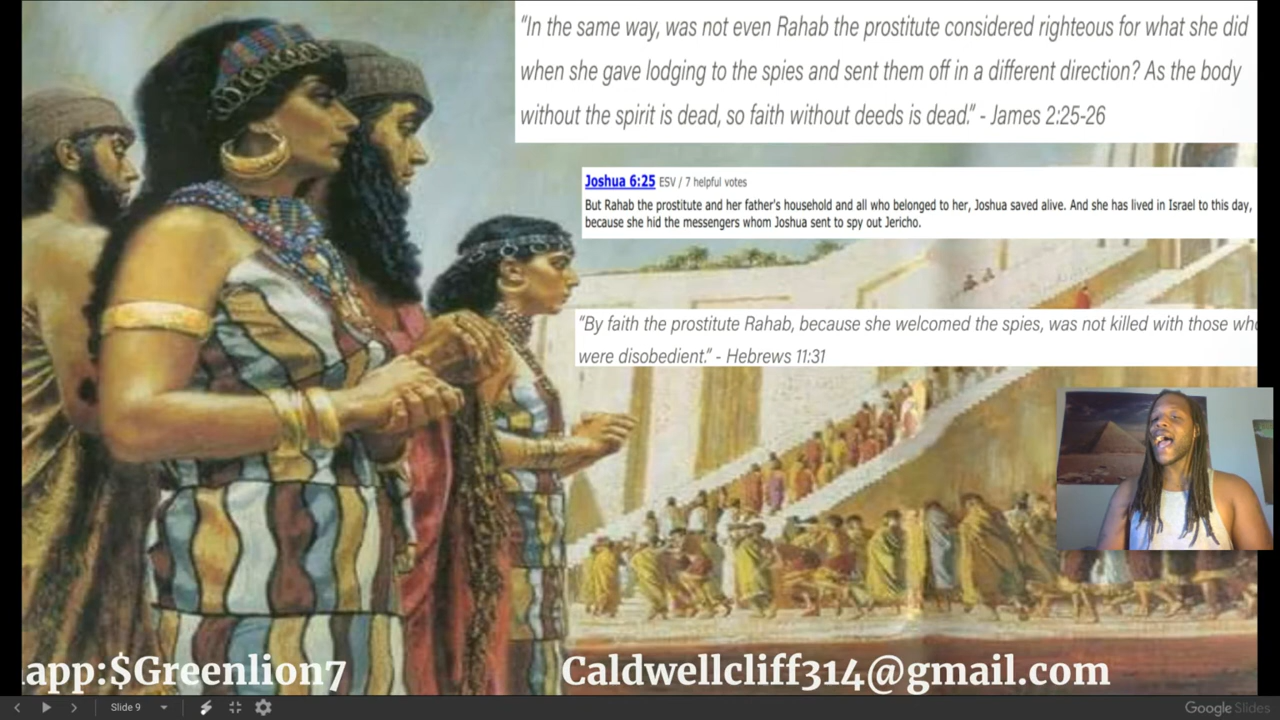 “In the same way, was not even Rahab the prostitute considered righteous for what she did
when she gave lodging to the spies and sent them off in a different direction? As the body
without the spirit is dead, so faith without deeds is dead.” - James 2:25-26
Joshua 6:25 ESV / 7 helpful votes
But Rahab the prostitute and her father's household and all who belonged to her, Joshua saved alive. And she has lived in Israel to this day,
because she hid the messengers whom Joshua sent to spy out Jericho.
“By faith the prostitute Rahab, because she welcomed the spies, was not killed with those who
were disobedient.” - Hebrews 11:31
app:$Greenlion7
Caldwellcliff314@gmail.com
Slide 9
Google Slides